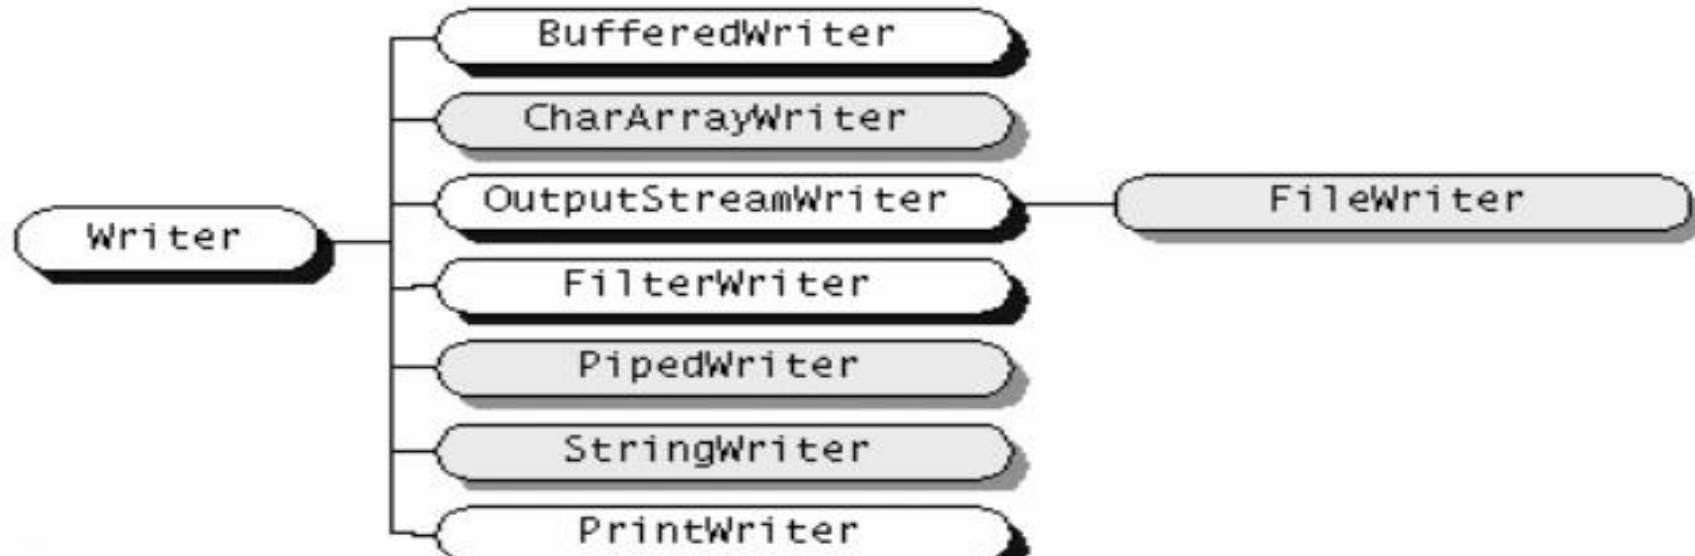 Writer
BufferedWriter
CharArrayWriter
OutputStreamWriter
FileWriter
FilterWriter
PipedWriter
StringWriter
PrintWriter